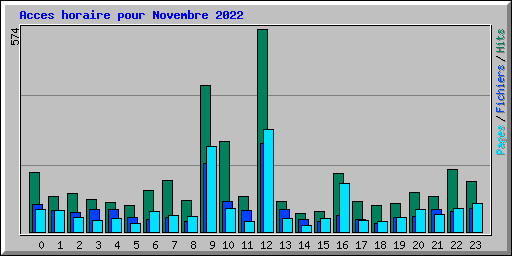 Acces horaire pour Novembre 2022
574
Pages/Fichiers/Hits
0 1 2 3 4 5 6 7 8 9 10 11 12 13 14 15 16 17 18 19 20 21 22 23